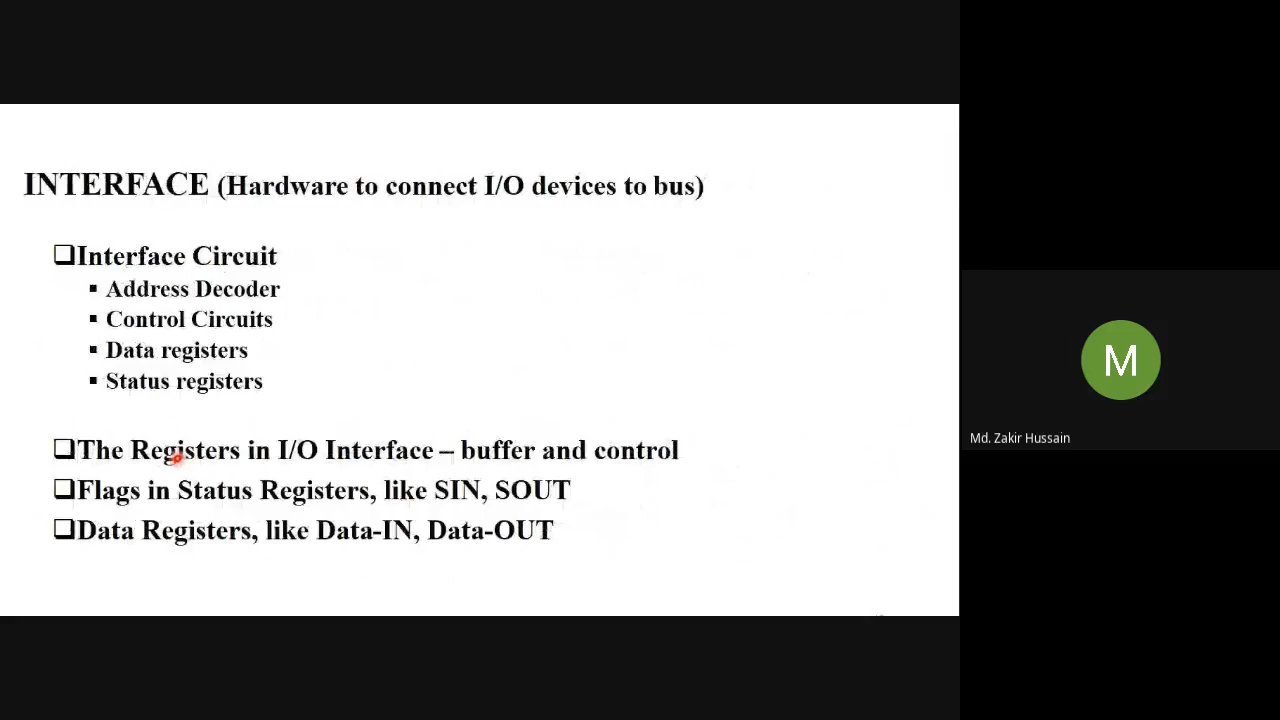 INTERFACE (Hardware to connect I/O devices to bus)
❑Interface Circuit
▪ Address Decoder
▪ Control Circuits
▪ Data registers
▪ Status registers
❑The Registers in I/O Interface – buffer and control
❑Flags in Status Registers, like SIN, SOUT
❑Data Registers, like Data-IN, Data-OUT
M
Md. Zakir Hussain